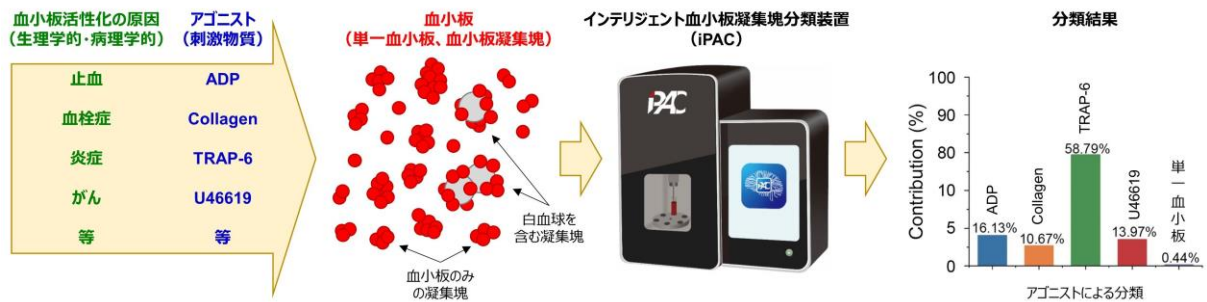 血小板活性化の原因
(生理学的・病理学的)
止血
血栓症
炎症
がん
等
アゴニスト
(刺激物質)
ADP
Collagen
TRAP-6
U46619
等
血小板
(単一血小板、血小板凝集塊)
白血球を
含む凝集塊
血小板のみ
の凝集塊
インテリジェント血小板凝集塊分類装置
(iPAC)
iPAC
iPAC
分類結果
Contribution (%)
100
90
80
10
5
0
ADP
16.13%
Collagen
10.67%
TRAP-6
58.79%
U46619
13.97%
単一血小板
0.44%
アゴニストによる分類